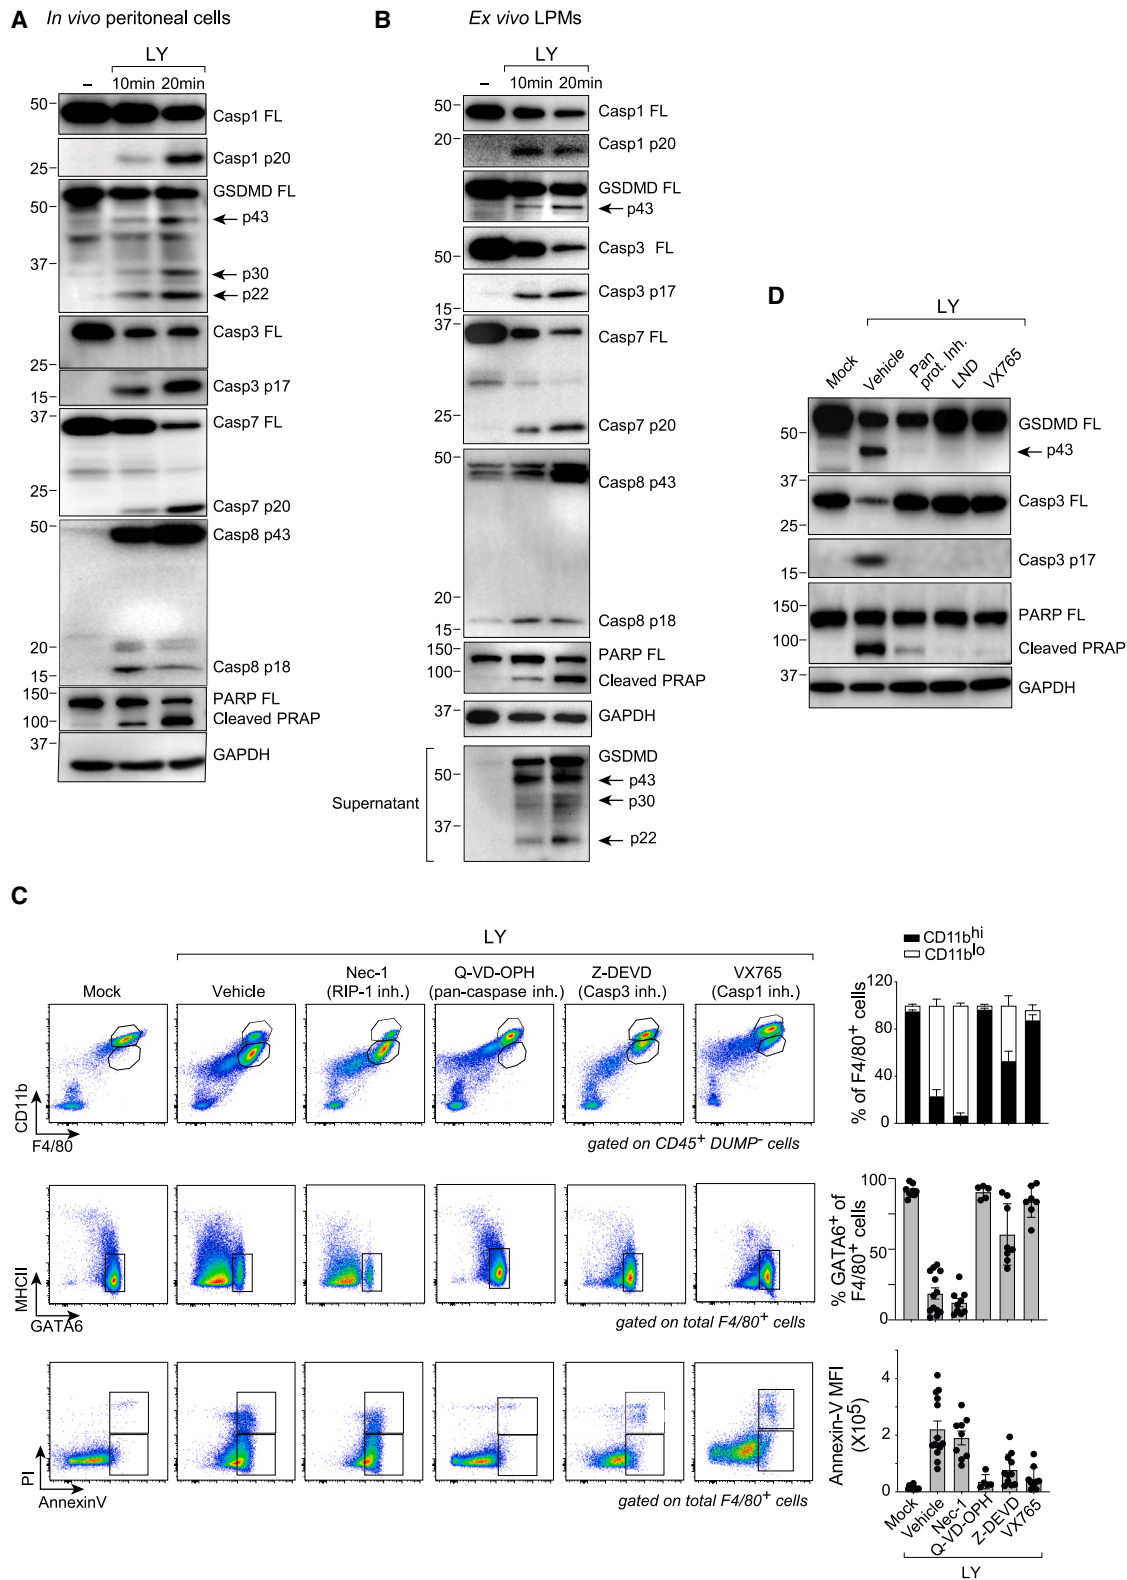 A In vivo peritoneal cells
LY
– 10min 20min
50
Casp1 FL
25
Casp1 p20
GSDMD FL
50
p43
37
p30
p22
Casp3 FL
25
15
Casp3 p17
37
Casp7 FL
25
Casp7 p20
50
Casp8 p43
20
15
Casp8 p18
150
PARP FL
100
Cleaved PRAP
37
GAPDH
B Ex vivo LPMs
LY
– 10min 20min
50
Casp1 FL
20
Casp1 p20
GSDMD FL
p43
50
Casp3 FL
15
Casp3 p17
37
Casp7 FL
25
Casp7 p20
50
Casp8 p43
20
15
Casp8 p18
150
PARP FL
100
Cleaved PRAP
37
GAPDH
Supernatant
GSDMD
50
p43
p30
37
p22
D
LY
Mock
Vehicle
Pan prot. Inh.
LND
VX765
50
GSDMD FL
p43
37
Casp3 FL
25
15
Casp3 p17
150
PARP FL
100
Cleaved PRAP
37
GAPDH
C
LY
Mock
Vehicle
Nec-1
(RIP-1 inh.)
Q-VD-OPH
(pan-caspase inh.)
Z-DEVD
(Casp3 inh.)
VX765
(Casp1 inh.)
CD11b
F4/80
gated on CD45+ DUMP- cells
CD11bhi
CD11blo
% of F4/80+ cells
120
80
40
0
MHCII
GATA6
gated on total F4/80+ cells
% GATA6+ of
F4/80+ cells
100
50
0
PI
AnnexinV
gated on total F4/80+ cells
Annexin-V MFI
(X105)
4
2
0
Mock
Vehicle
Nec-1
Q-VD-OPH
Z-DEVD
VX765
LY